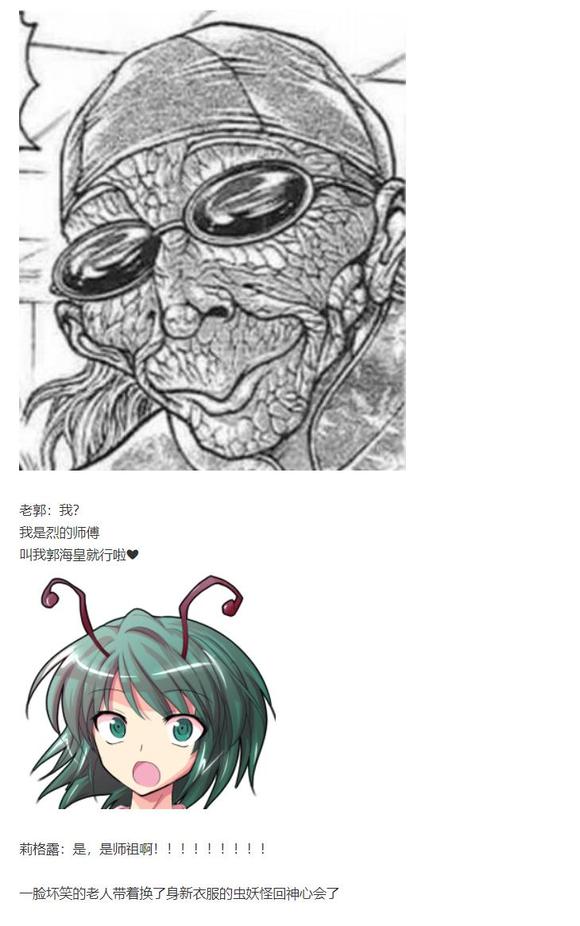 老郭：我？
我是烈的师傅
叫我郭海皇就行啦♥
莉格露：是，是师祖啊！！！！！！！！！
一脸坏笑的老人带着换了身新衣服的虫妖怪回神心会了